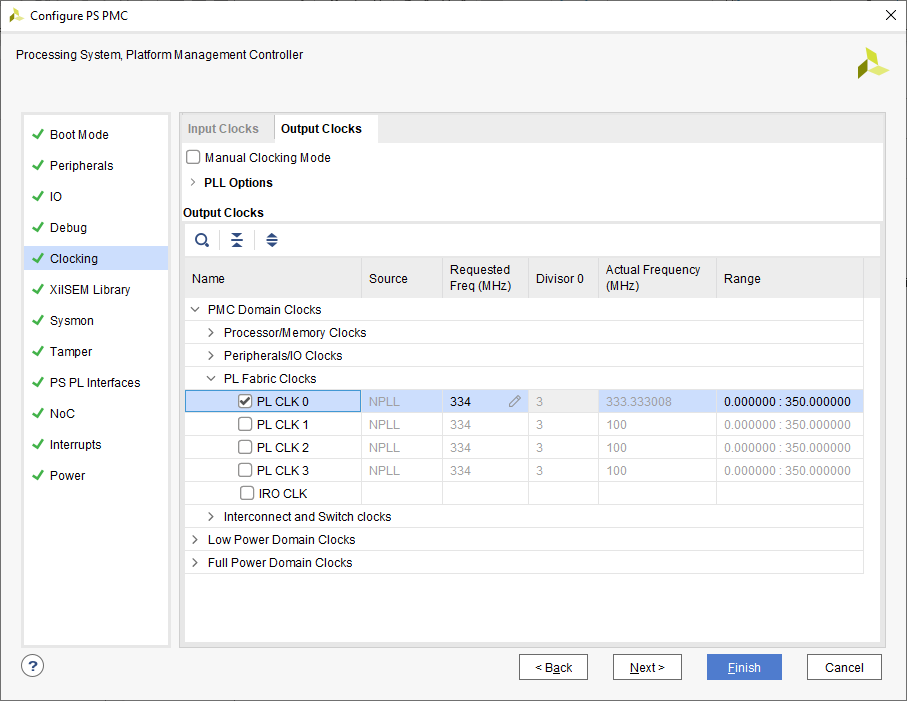 Configure PS PMC
Processing System, Platform Management Controller
Boot Mode
Peripherals
IO
Debug
Clocking
XilSEM Library
Sysmon
Tamper
PS PL Interfaces
NoC
Interrupts
Power
Input Clocks Output Clocks
Manual Clocking Mode
PLL Options
Output Clocks
Name Source Requested Freq (MHz) Divisor 0 Actual Frequency (MHz) Range
PMC Domain Clocks
Processor/Memory Clocks
Peripherals/IO Clocks
PL Fabric Clocks
PL CLK 0 NPLL 334 3 333.333008 0.000000 : 350.000000
PL CLK 1 NPLL 334 3 100 0.000000 : 350.000000
PL CLK 2 NPLL 334 3 100 0.000000 : 350.000000
PL CLK 3 NPLL 334 3 100 0.000000 : 350.000000
IRO CLK
Interconnect and Switch clocks
Low Power Domain Clocks
Full Power Domain Clocks
? < Back Next > Finish Cancel